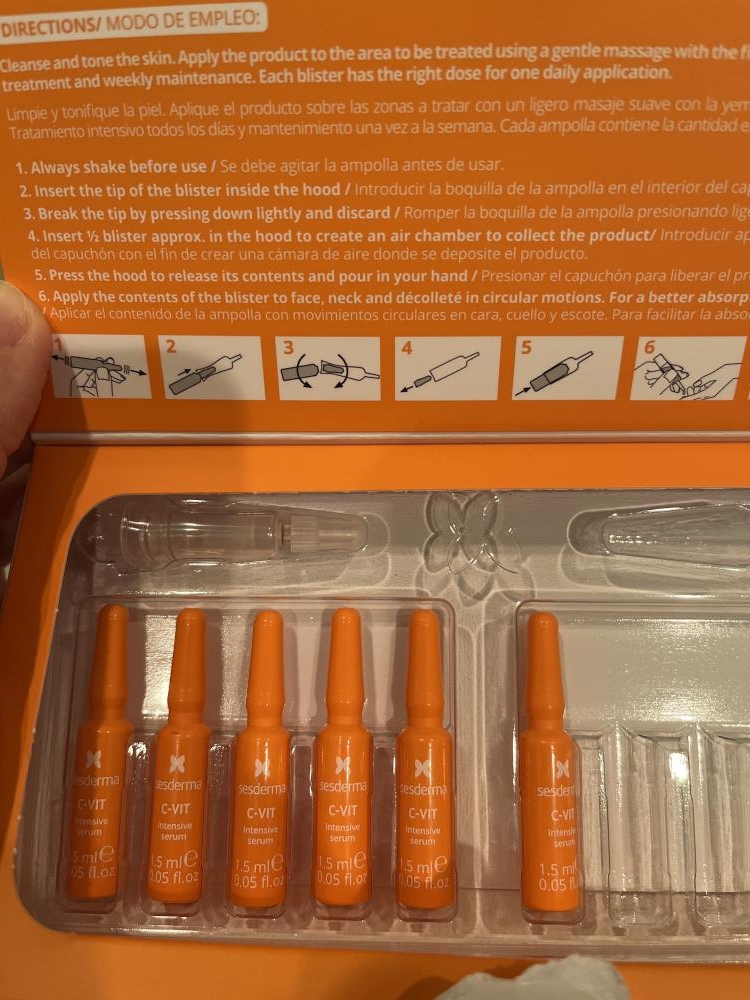 DIRECTIONS/ MODO DE EMPLEO:
Cleanse and tone the skin. Apply the product to the area to be treated using a gentle massage with the
treatment and weekly maintenance. Each blister has the right dose for one daily application.
Limpie y tonifique la piel. Aplique el producto sobre las zonas a tratar con un ligero masaje suave con la
Tratamiento intensivo todos los días y mantenimiento una vez a la semana. Cada ampolla contiene la cantidad
1. Always shake before use / Se debe agitar la ampolla antes de usar.
2. Insert the tip of the blister inside the hood / Introducir la boquilla de la ampolla en el interior del
3. Break the tip by pressing down lightly and discard / Romper la boquilla de la ampolla presionando
4. Insert ½ blister approx. in the hood to create an air chamber to collect the product/ Introducir
del capuchón con el fin de crear una cámara de aire donde se deposite el producto.
5. Press the hood to release its contents and pour in your hand / Presionar el capuchón para liberar el
6. Apply the contents of the blister to face, neck and décolleté in circular motions. For a better
/ Aplicar el contenido de la ampolla con movimientos circulares en cara, cuello y escote. Para facilitar la
1 2 3 4 5 6
sesderma
C-VIT
Intensive
serum
1.5 ml e
0.05 fl.oz
sesderma
C-VIT
Intensive
serum
1.5 ml e
0.05 fl.oz
sesderma
C-VIT
Intensive
serum
1.5 ml e
0.05 fl.oz
sesderma
C-VIT
Intensive
serum
1.5 ml e
0.05 fl.oz
sesderma
C-VIT
Intensive
serum
1.5 ml e
0.05 fl.oz
sesderma
C-VIT
Intensive
serum
1.5 ml
0.05 fl.